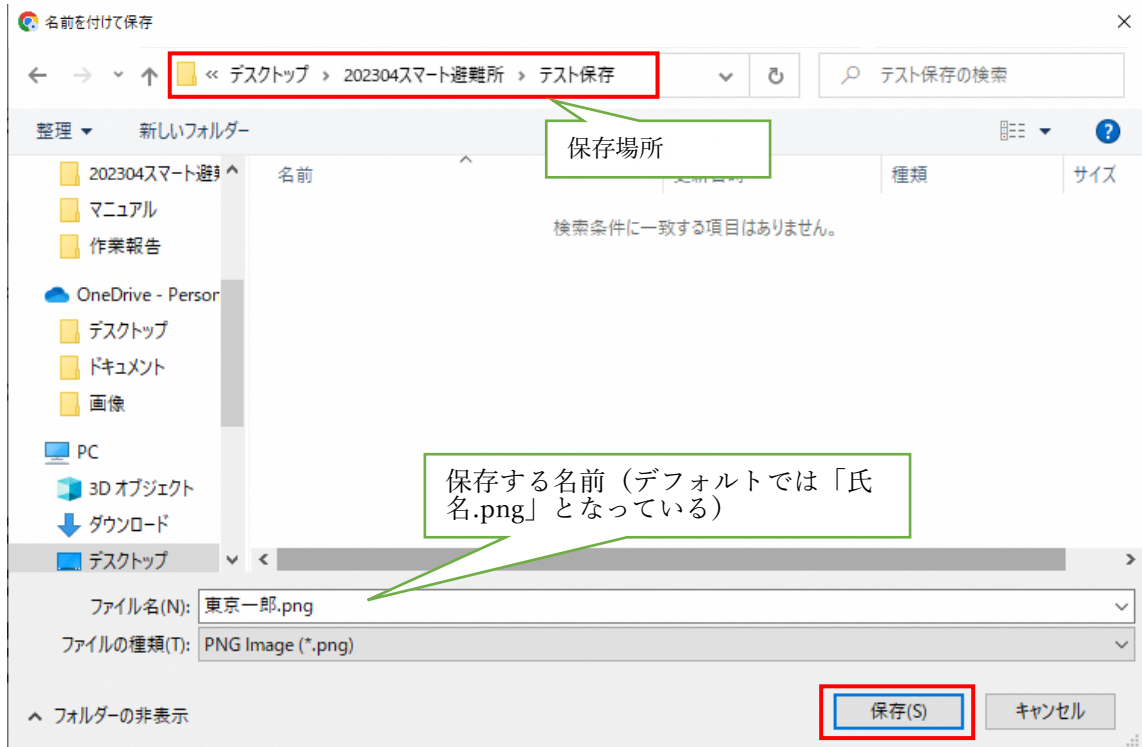 名前を付けて保存
« デスクトップ › 202304スマート避難所 › テスト保存
テスト保存の検索
整理 新しいフォルダー
保存場所
202304スマート避
名前
種類
サイズ
マニュアル
検索条件に一致する項目はありません。
作業報告
OneDrive - Person
デスクトップ
ドキュメント
画像
PC
保存する名前（デフォルトでは「氏
名.png」となっている）
3D オブジェクト
ダウンロード
デスクトップ
ファイル名(N): 東京一郎.png
ファイルの種類(T): PNG Image (*.png)
フォルダーの非表示
保存(S)
キャンセル